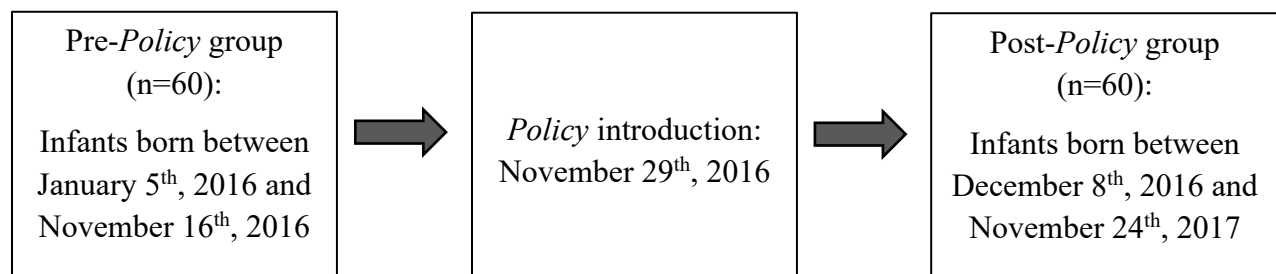 Pre-Policy group
(n=60):
Infants born between
January 5th, 2016 and
November 16th, 2016
Policy introduction:
November 29th, 2016
Post-Policy group
(n=60):
Infants born between
December 8th, 2016 and
November 24th, 2017